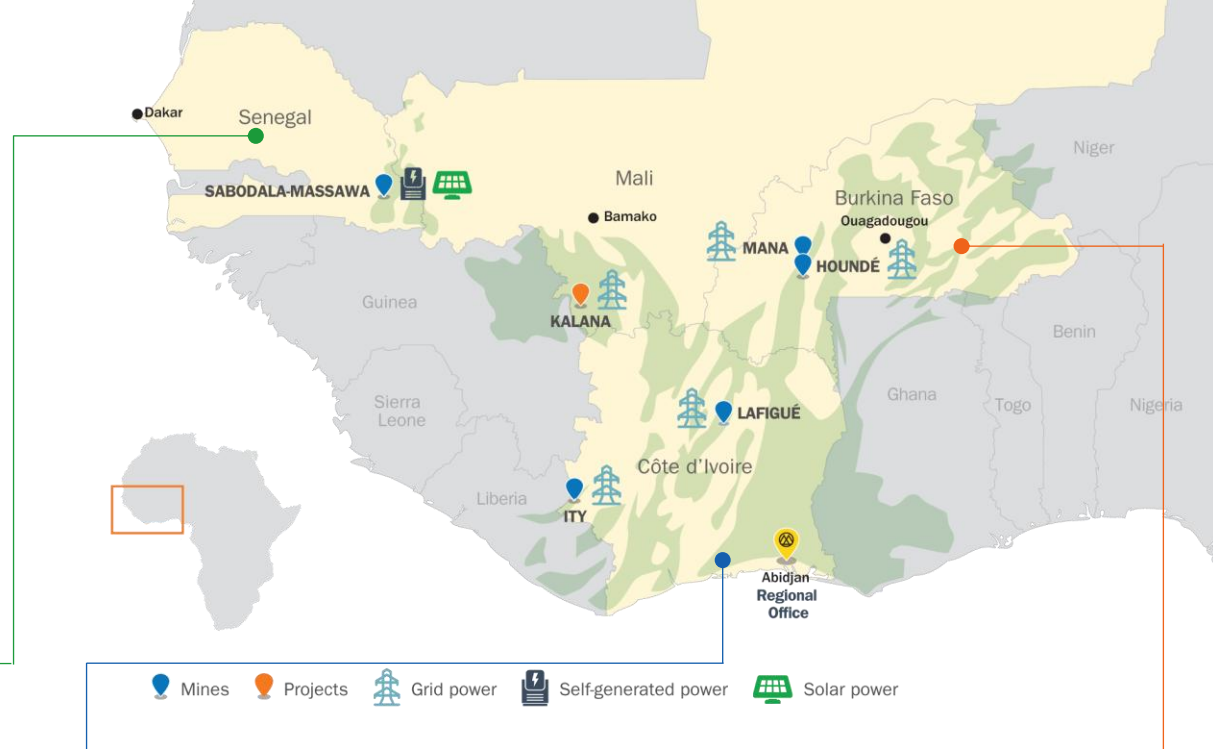 Dakar
Senegal
Niger
SABODALA-MASSAWA
Mali
Burkina Faso
Bamako
Ouagadougou
MANA
HOUNDÉ
Guinea
KALANA
Benin
Sierra
Leone
Ghana
Togo
Nigeria
LAFIGUÉ
Côte d'Ivoire
Liberia
ITY
Abidjan
Regional
Office
Mines
Projects
Grid power
Self-generated power
Solar power